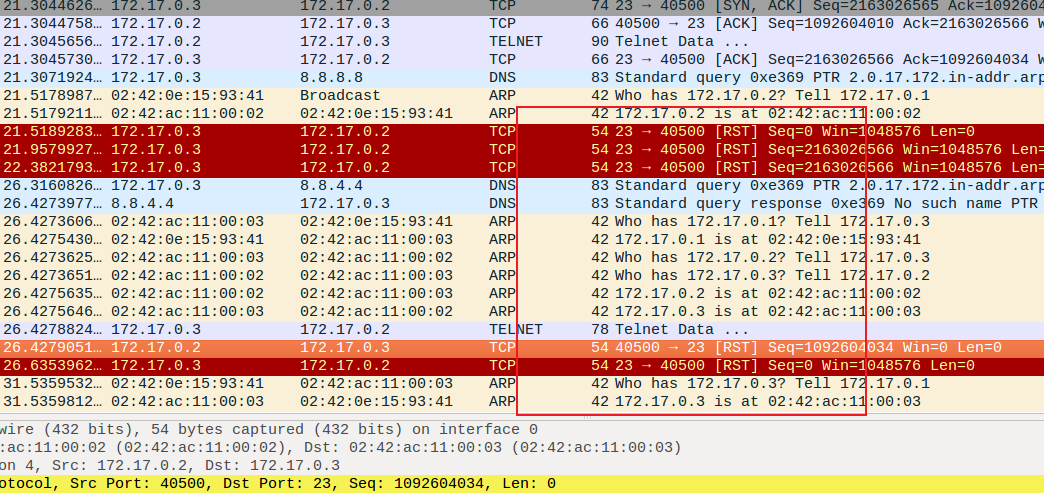 21.3044626… 172.17.0.3 172.17.0.2 TCP 74 23 → 40500 [SYN, ACK] Seq=2163026565 Ack=1092604
21.3044758… 172.17.0.2 172.17.0.3 TCP 66 40500 → 23 [ACK] Seq=1092604010 Ack=2163026566 W
21.3045656… 172.17.0.2 172.17.0.3 TELNET 90 Telnet Data ...
21.3045730… 172.17.0.3 172.17.0.2 TCP 66 23 → 40500 [ACK] Seq=2163026566 Ack=1092604034 W
21.3071924… 172.17.0.3 8.8.8.8 DNS 83 Standard query 0xe369 PTR 2.0.17.172.in-addr.arp
21.5178987… 02:42:0e:15:93:41 Broadcast ARP 42 Who has 172.17.0.2? Tell 172.17.0.1
21.5179211… 02:42:ac:11:00:02 02:42:0e:15:93:41 ARP 42 172.17.0.2 is at 02:42:ac:11:00:02
21.5189283… 172.17.0.3 172.17.0.2 TCP 54 23 → 40500 [RST] Seq=0 Win=1048576 Len=0
21.9579927… 172.17.0.3 172.17.0.2 TCP 54 23 → 40500 [RST] Seq=2163026566 Win=1048576 Len=
22.3821793… 172.17.0.3 172.17.0.2 TCP 54 23 → 40500 [RST] Seq=2163026566 Win=1048576 Len=
26.3160826… 172.17.0.3 8.8.4.4 DNS 83 Standard query 0xe369 PTR 2.0.17.172.in-addr.arp
26.4273977… 8.8.4.4 172.17.0.3 DNS 83 Standard query response 0xe369 No such name PTR
26.4273606… 02:42:ac:11:00:03 02:42:0e:15:93:41 ARP 42 Who has 172.17.0.1? Tell 172.17.0.3
26.4275430… 02:42:0e:15:93:41 02:42:ac:11:00:03 ARP 42 172.17.0.1 is at 02:42:0e:15:93:41
26.4273625… 02:42:ac:11:00:03 02:42:ac:11:00:02 ARP 42 Who has 172.17.0.2? Tell 172.17.0.3
26.4273651… 02:42:ac:11:00:02 02:42:ac:11:00:03 ARP 42 Who has 172.17.0.3? Tell 172.17.0.2
26.4275635… 02:42:ac:11:00:02 02:42:ac:11:00:03 ARP 42 172.17.0.2 is at 02:42:ac:11:00:02
26.4275646… 02:42:ac:11:00:03 02:42:ac:11:00:02 ARP 42 172.17.0.3 is at 02:42:ac:11:00:03
26.4278824… 172.17.0.3 172.17.0.2 TELNET 78 Telnet Data ...
26.4279051… 172.17.0.2 172.17.0.3 TCP 54 40500 → 23 [RST] Seq=1092604034 Win=0 Len=0
26.6353962… 172.17.0.3 172.17.0.2 TCP 54 23 → 40500 [RST] Seq=0 Win=1048576 Len=0
31.5359532… 02:42:0e:15:93:41 02:42:ac:11:00:03 ARP 42 Who has 172.17.0.3? Tell 172.17.0.1
31.5359812… 02:42:ac:11:00:03 02:42:0e:15:93:41 ARP 42 172.17.0.3 is at 02:42:ac:11:00:03
wire (432 bits), 54 bytes captured (432 bits) on interface 0
:ac:11:00:02 (02:42:ac:11:00:02), Dst: 02:42:ac:11:00:03 (02:42:ac:11:00:03)
on 4, Src: 172.17.0.2, Dst: 172.17.0.3
otocol, Src Port: 40500, Dst Port: 23, Seq: 1092604034, Len: 0